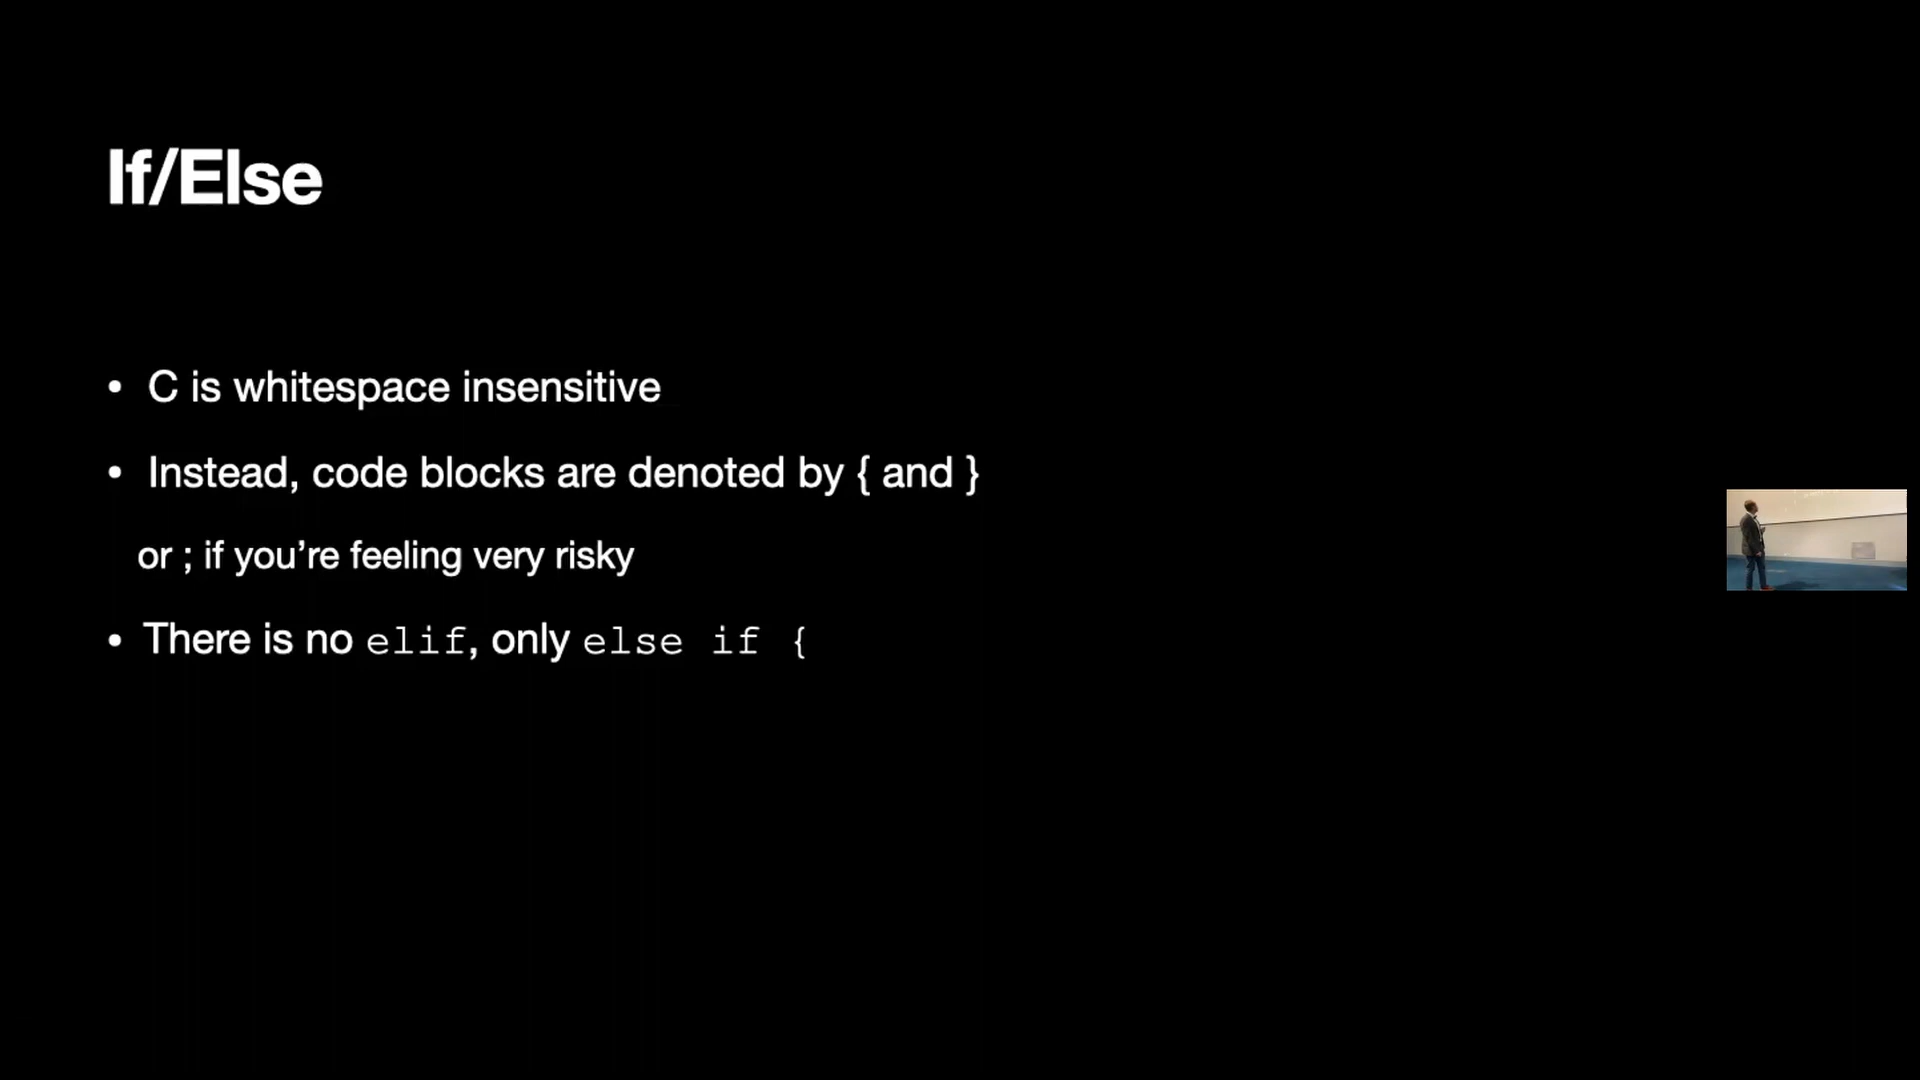 If/Else
• C is whitespace insensitive
• Instead, code blocks are denoted by { and }
or ; if you’re feeling very risky
• There is no elif, only else if {